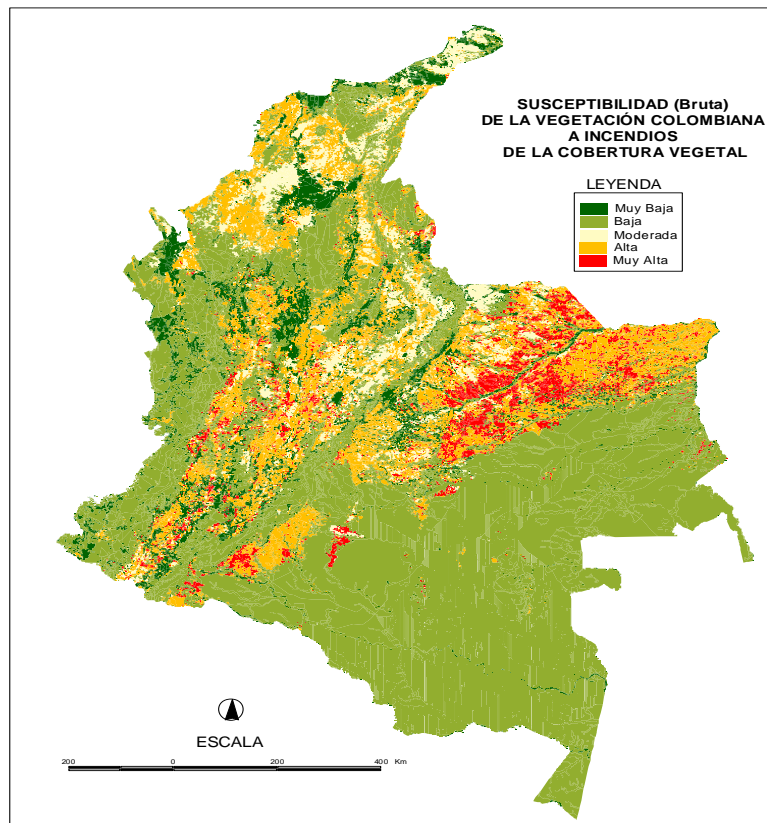 SUSCEPTIBILIDAD (Bruta)
DE LA VEGETACIÓN COLOMBIANA
A INCENDIOS
DE LA COBERTURA VEGETAL
LEYENDA
Muy Baja
Baja
Moderada
Alta
Muy Alta
ESCALA
200 0 200 400 Km